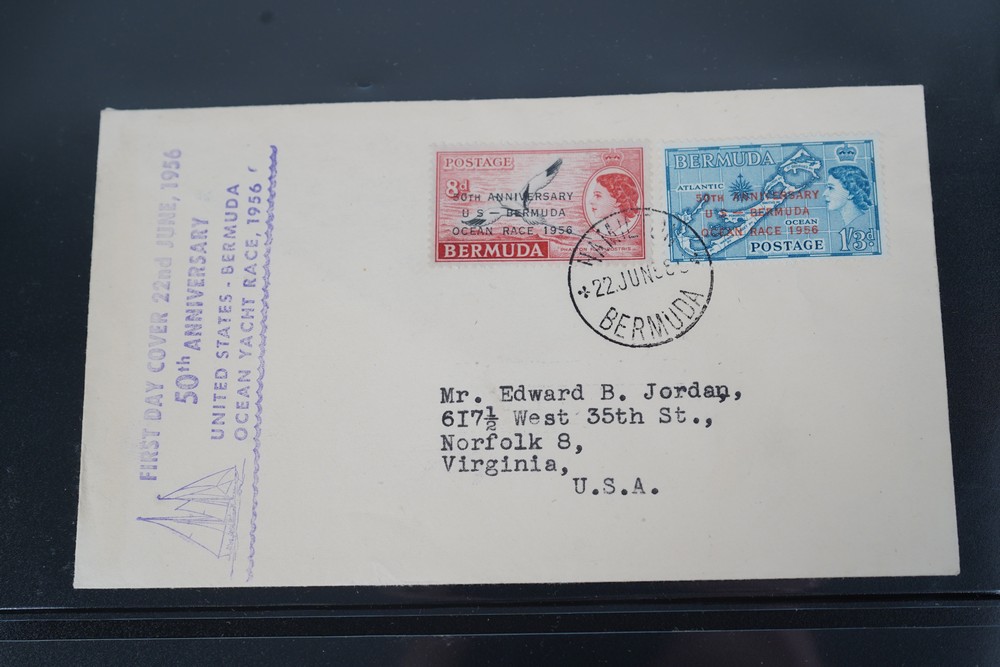 FIRST DAY COVER 22nd JUNE, 1956
50th ANNIVERSARY
UNITED STATES - BERMUDA
OCEAN YACHT RACE, 1956
POSTAGE
8d
50th ANNIVERSARY
U S — BERMUDA
OCEAN RACE 1956
BERMUDA
BERMUDA
ATLANTIC
50th ANNIVERSARY
U S — BERMUDA
OCEAN
OCEAN RACE 1956
POSTAGE
1/3d
22.JUN
BERMUDA
Mr. Edward B. Jordan,
617½ West 35th St.,
Norfolk 8,
Virginia,
U.S.A.